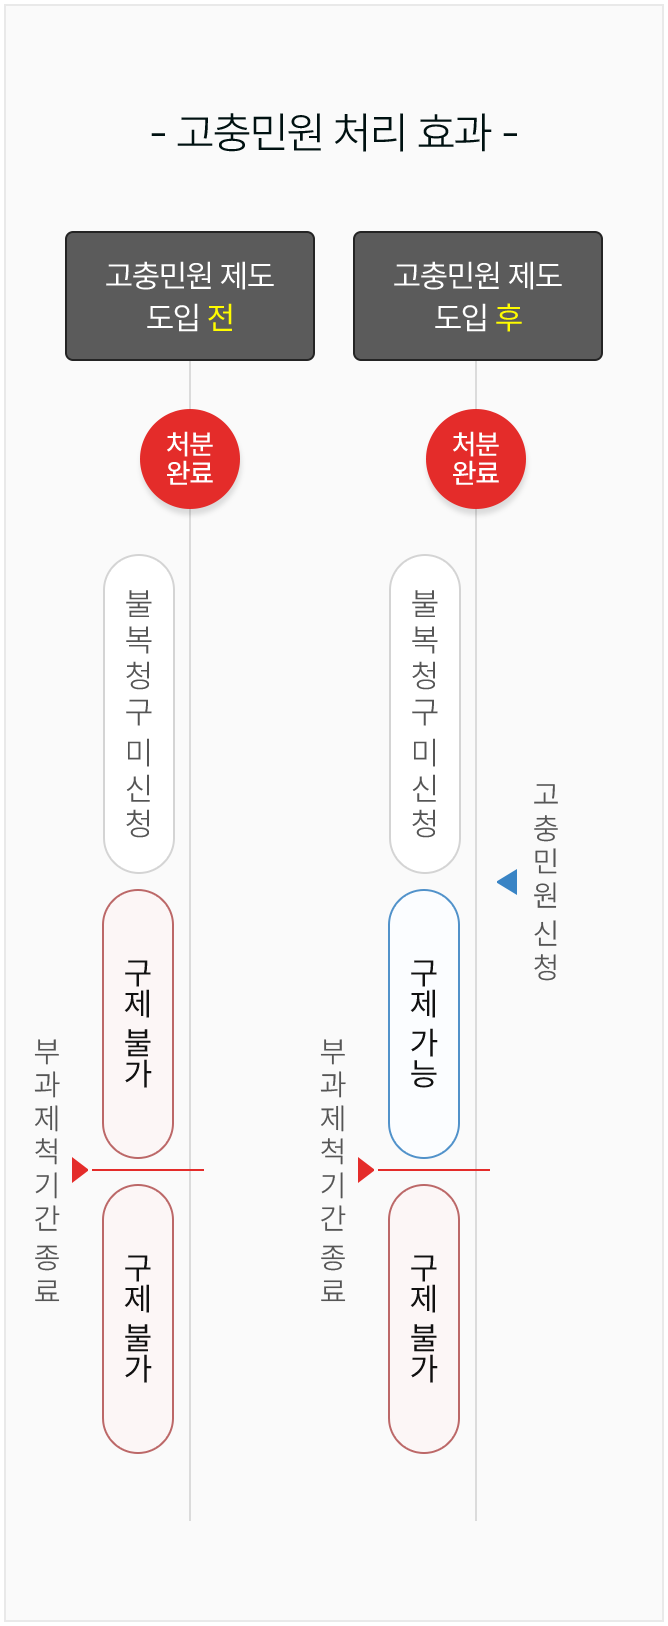 - 고충민원 처리 효과 -
고충민원 제도
도입 전
처분
완료
불복청구 미신청
구제 불가
부과제척기간 종료
구제 불가
고충민원 제도
도입 후
처분
완료
불복청구 미신청
고충민원 신청
구제 가능
부과제척기간 종료
구제 불가